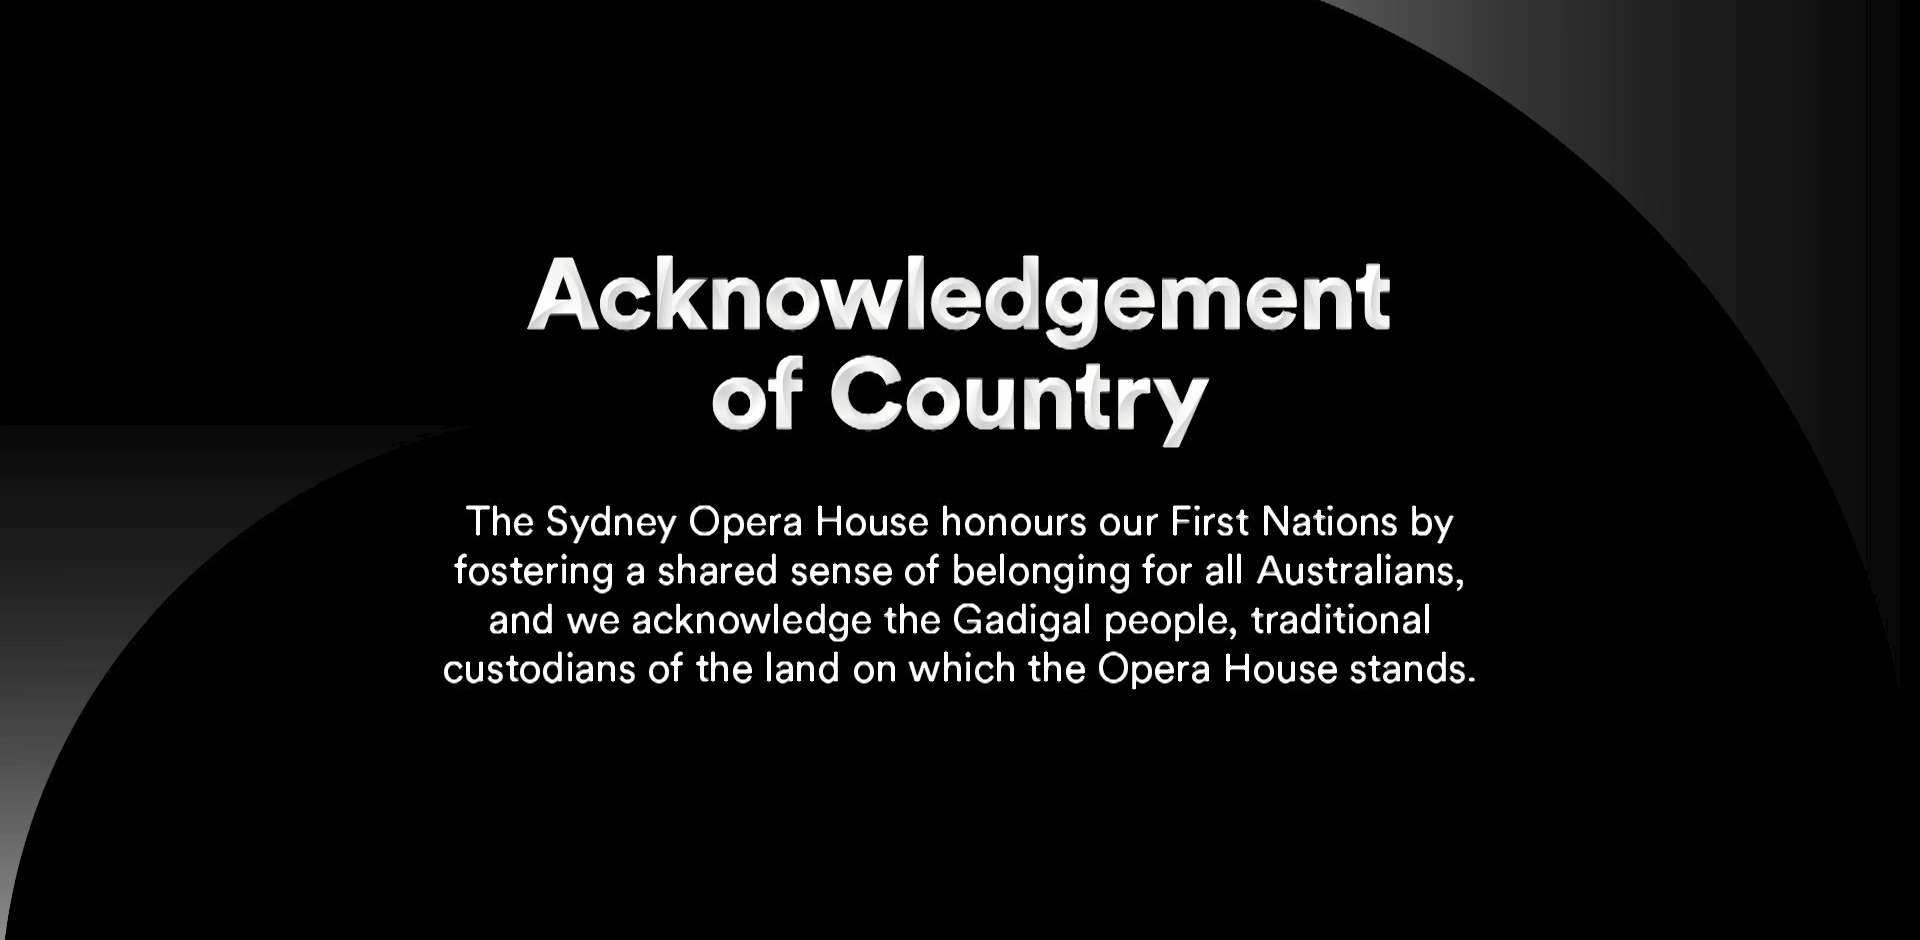 Acknowledgement
of Country
The Sydney Opera House honours our First Nations by
fostering a shared sense of belonging for all Australians,
and we acknowledge the Gadigal people, traditional
custodians of the land on which the Opera House stands.